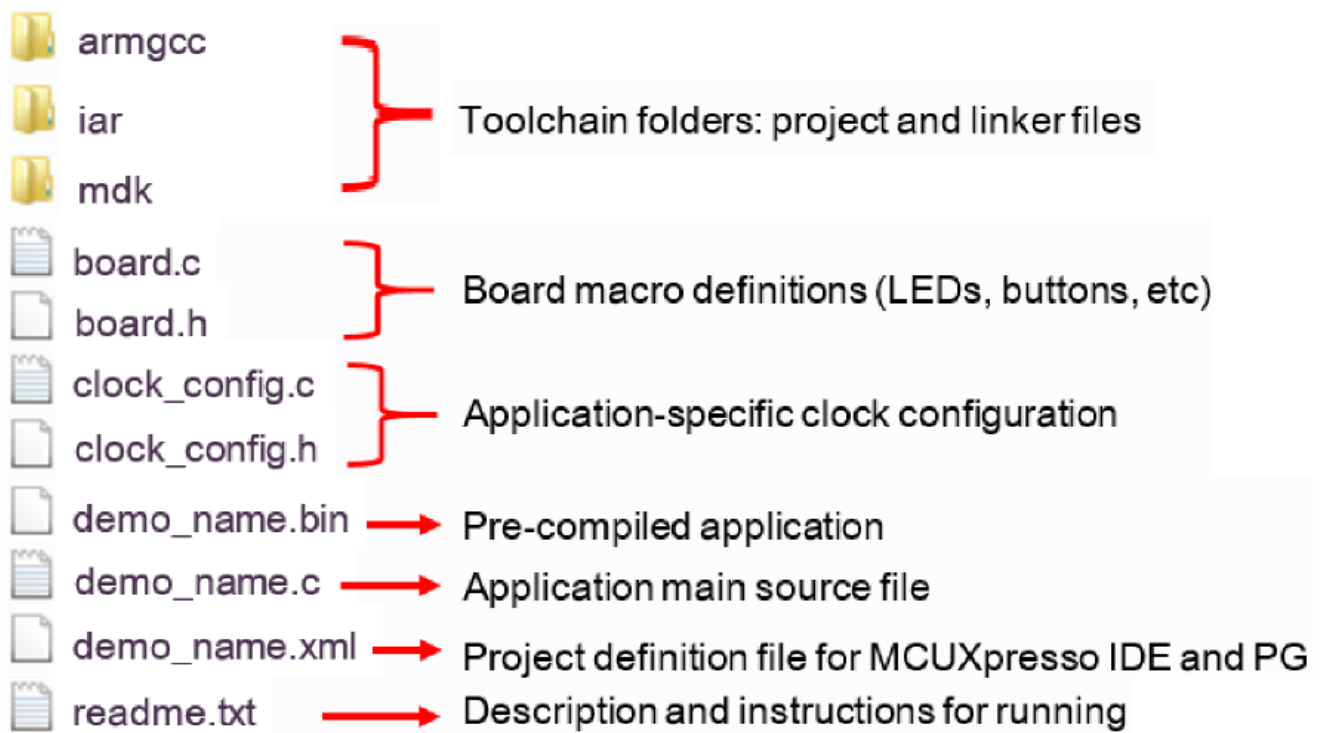 armgcc
iar
Toolchain folders: project and linker files
mdk
board.c
Board macro definitions (LEDs, buttons, etc)
board.h
clock_config.c
Application-specific clock configuration
clock_config.h
demo_name.bin
Pre-compiled application
demo_name.c
Application main source file
demo_name.xml
Project definition file for MCUXpresso IDE and PG
readme.txt
Description and instructions for running